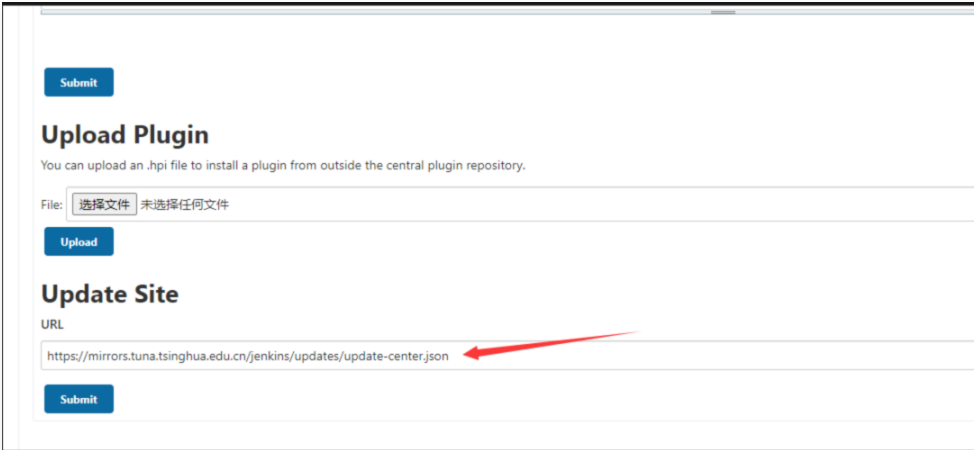 Submit
Upload Plugin
You can upload an .hpi file to install a plugin from outside the central plugin repository.
File: 选择文件 未选择任何文件
Upload
Update Site
URL
https://mirrors.tuna.tsinghua.edu.cn/jenkins/updates/update-center.json
Submit